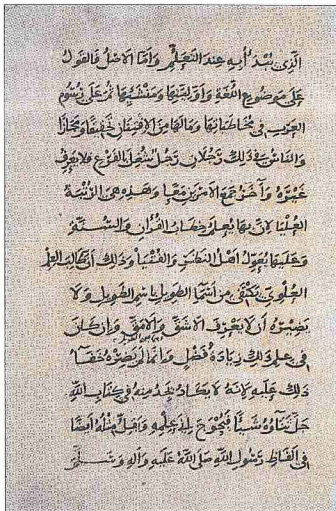 الذي يبدأ به عند التعلم وأما الأصل فالقول
على موضوع اللغة وأوليتها ومنشئها ثم على رسوم
العرب في مخاطباتها ومالها من الافتنان تحقيقا ومجازا
والناس في ذلك رجلان رجل شغل بالفرع فلا يعرف
غيره وآخر جمع الأمرين معا وهذه هي الرتبة
العليا لأن بها يعلم خطاب القرآن والسنة
وعليها يعول أهل النظر والفتيا وذلك أن طالب العلم
العلوي يكتفي من أسماء الطويل باسم الطويل ولا
يضيره أن لا يعرف الأشق والأمق وإن كان
في علم ذلك زيادة فضل وإنما لم يضره خفاء
ذلك عليه لأنه لا يكاد يجد منه في كتاب الله
جل ثناؤه شيئا فيحوج إلى علمه ويقل مثله أيضا
في ألفاظ رسول الله صلى الله عليه وآله وسلم